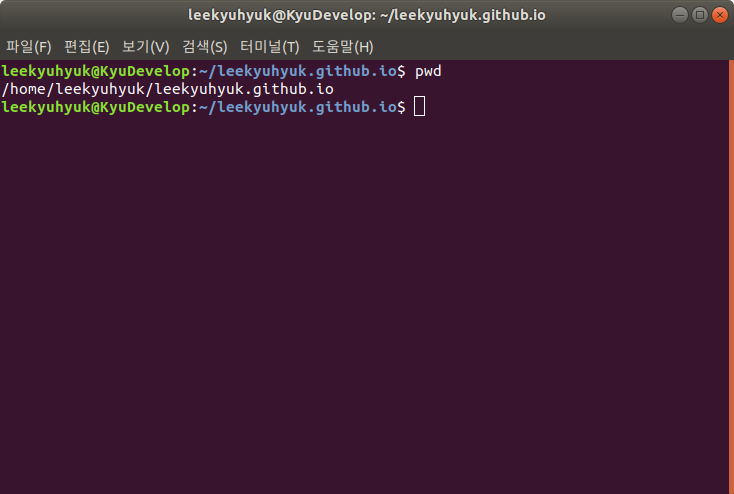 leekyuhyuk@KyuDevelop: ~/leekyuhyuk.github.io
파일(F) 편집(E) 보기(V) 검색(S) 터미널(T) 도움말(H)
leekyuhyuk@KyuDevelop:~/leekyuhyuk.github.io$ pwd
/home/leekyuhyuk/leekyuhyuk.github.io
leekyuhyuk@KyuDevelop:~/leekyuhyuk.github.io$